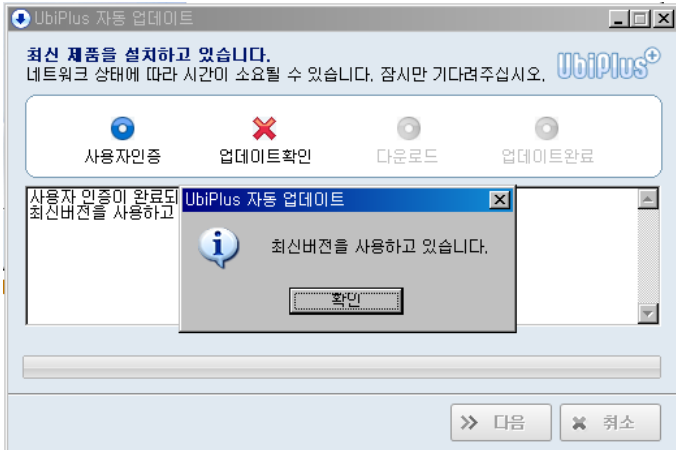 UbiPlus 자동 업데이트
최신 제품을 설치하고 있습니다.
네트워크 상태에 따라 시간이 소요될 수 있습니다. 잠시만 기다려주십시오.
UbiPlus
사용자인증
업데이트확인
다운로드
업데이트완료
사용자 인증이 완료되
최신버전을 사용하고
UbiPlus 자동 업데이트
최신버전을 사용하고 있습니다.
확인
다음
취소